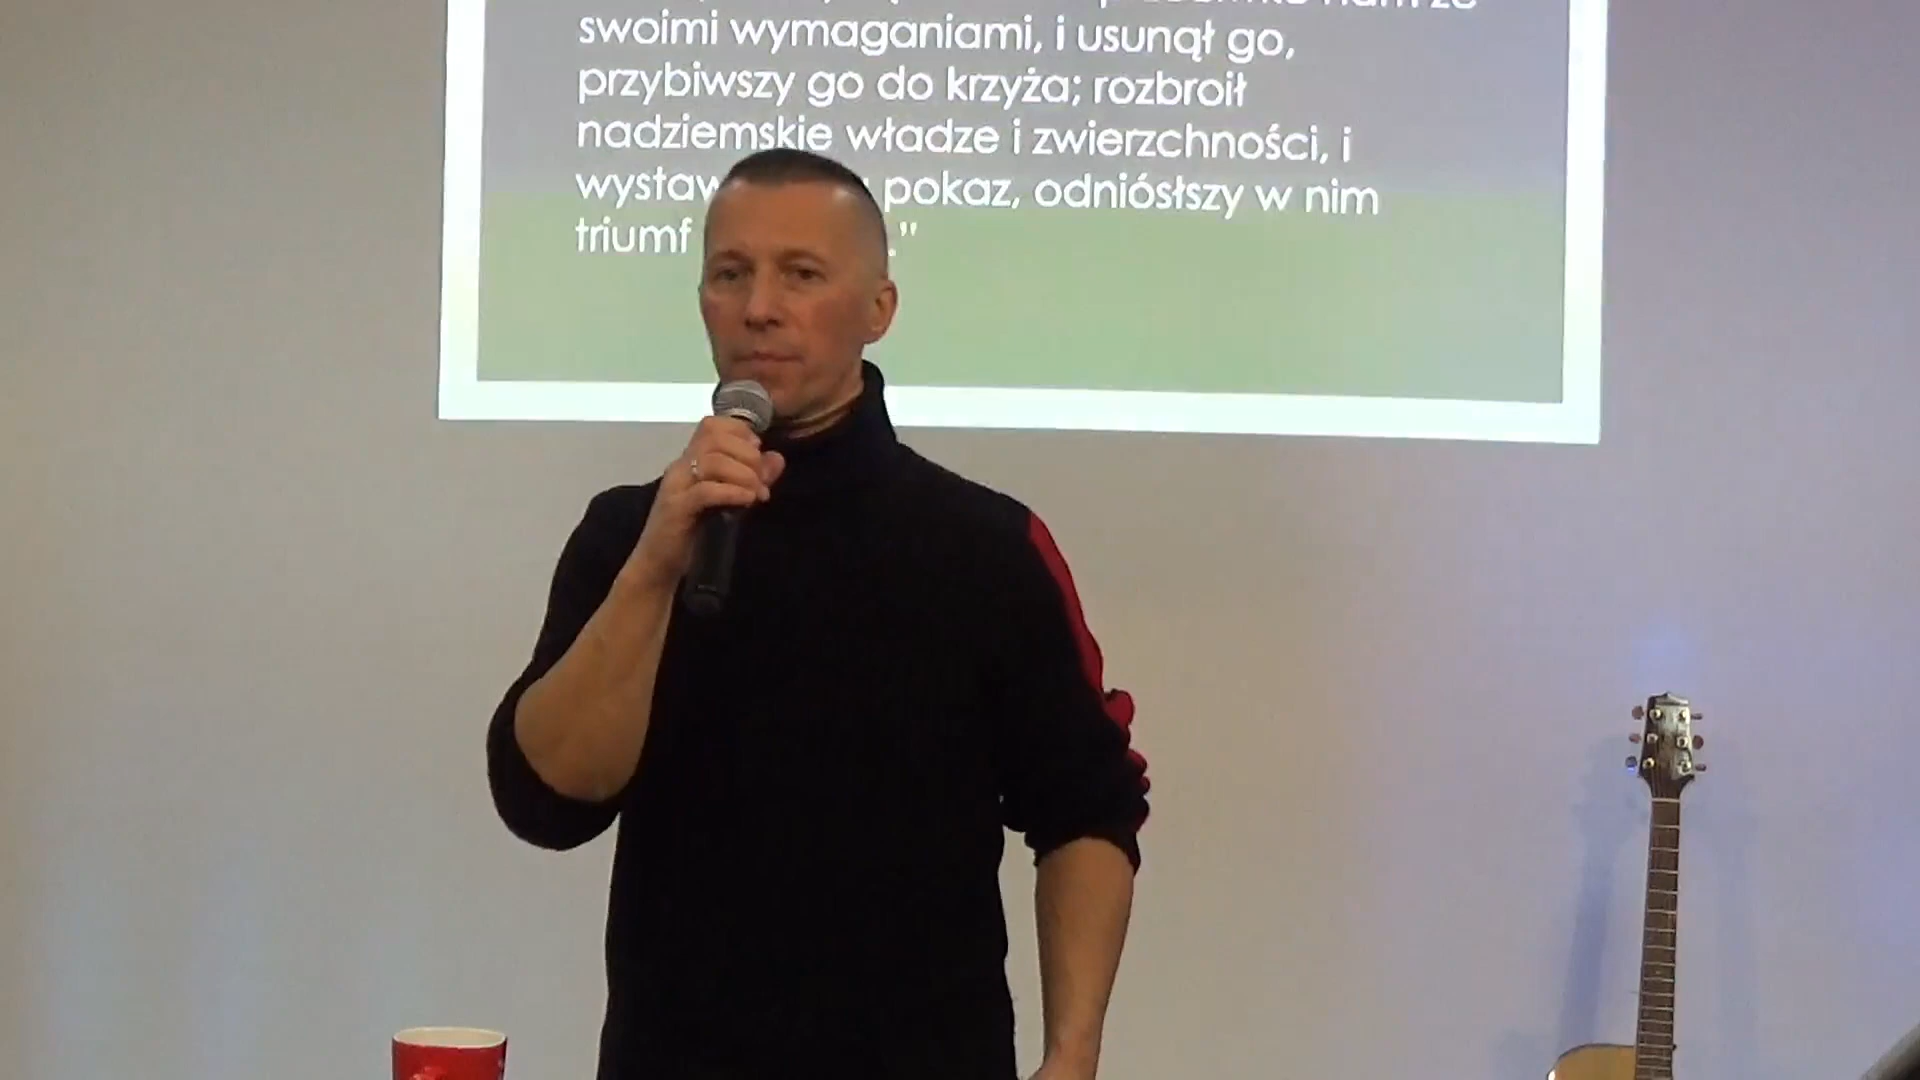 swoimi wymaganiami, i usunął go,
przybiwszy go do krzyża; rozbroił
nadziemskie władze i zwierzchności, i
pokaz, odniósłszy w nim
triumf ."